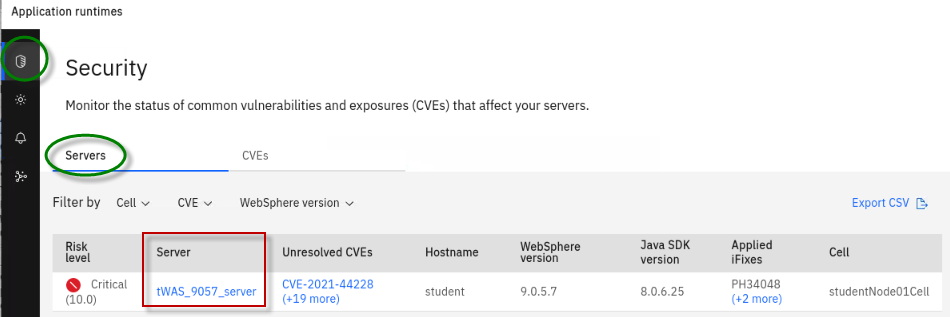 Application runtimes
Security
Monitor the status of common vulnerabilities and exposures (CVEs) that affect your servers.
Servers CVEs
Filter by Cell CVE WebSphere version Export CSV
Risk level Server Unresolved CVEs Hostname WebSphere version Java SDK version Applied iFixes Cell
Critical (10.0) tWAS_9057_server CVE-2021-44228 (+19 more) student 9.0.5.7 8.0.6.25 PH34048 (+2 more) studentNode01Cell